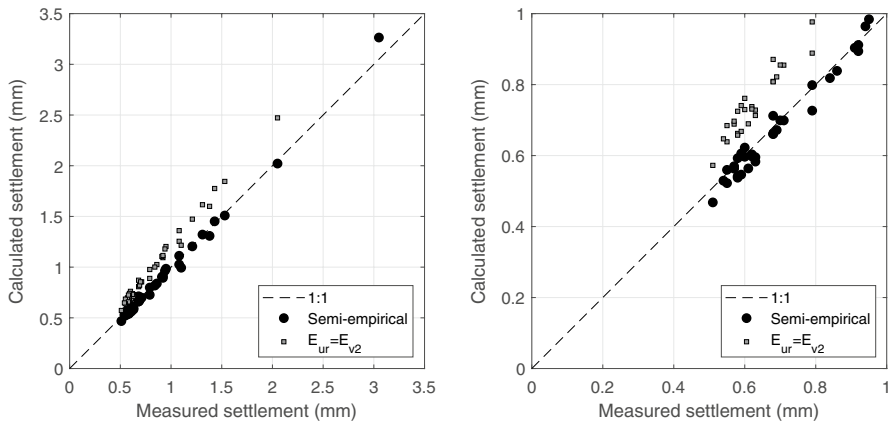 3.5
3
2.5
2
1.5
1
0.5
0
Calculated settlement (mm)
0 0.5 1 1.5 2 2.5 3 3.5
Measured settlement (mm)
1:1
Semi-empirical
E_ur=E_v2
1
0.8
0.6
0.4
0.2
0
Calculated settlement (mm)
0 0.2 0.4 0.6 0.8 1
Measured settlement (mm)
1:1
Semi-empirical
E_ur=E_v2